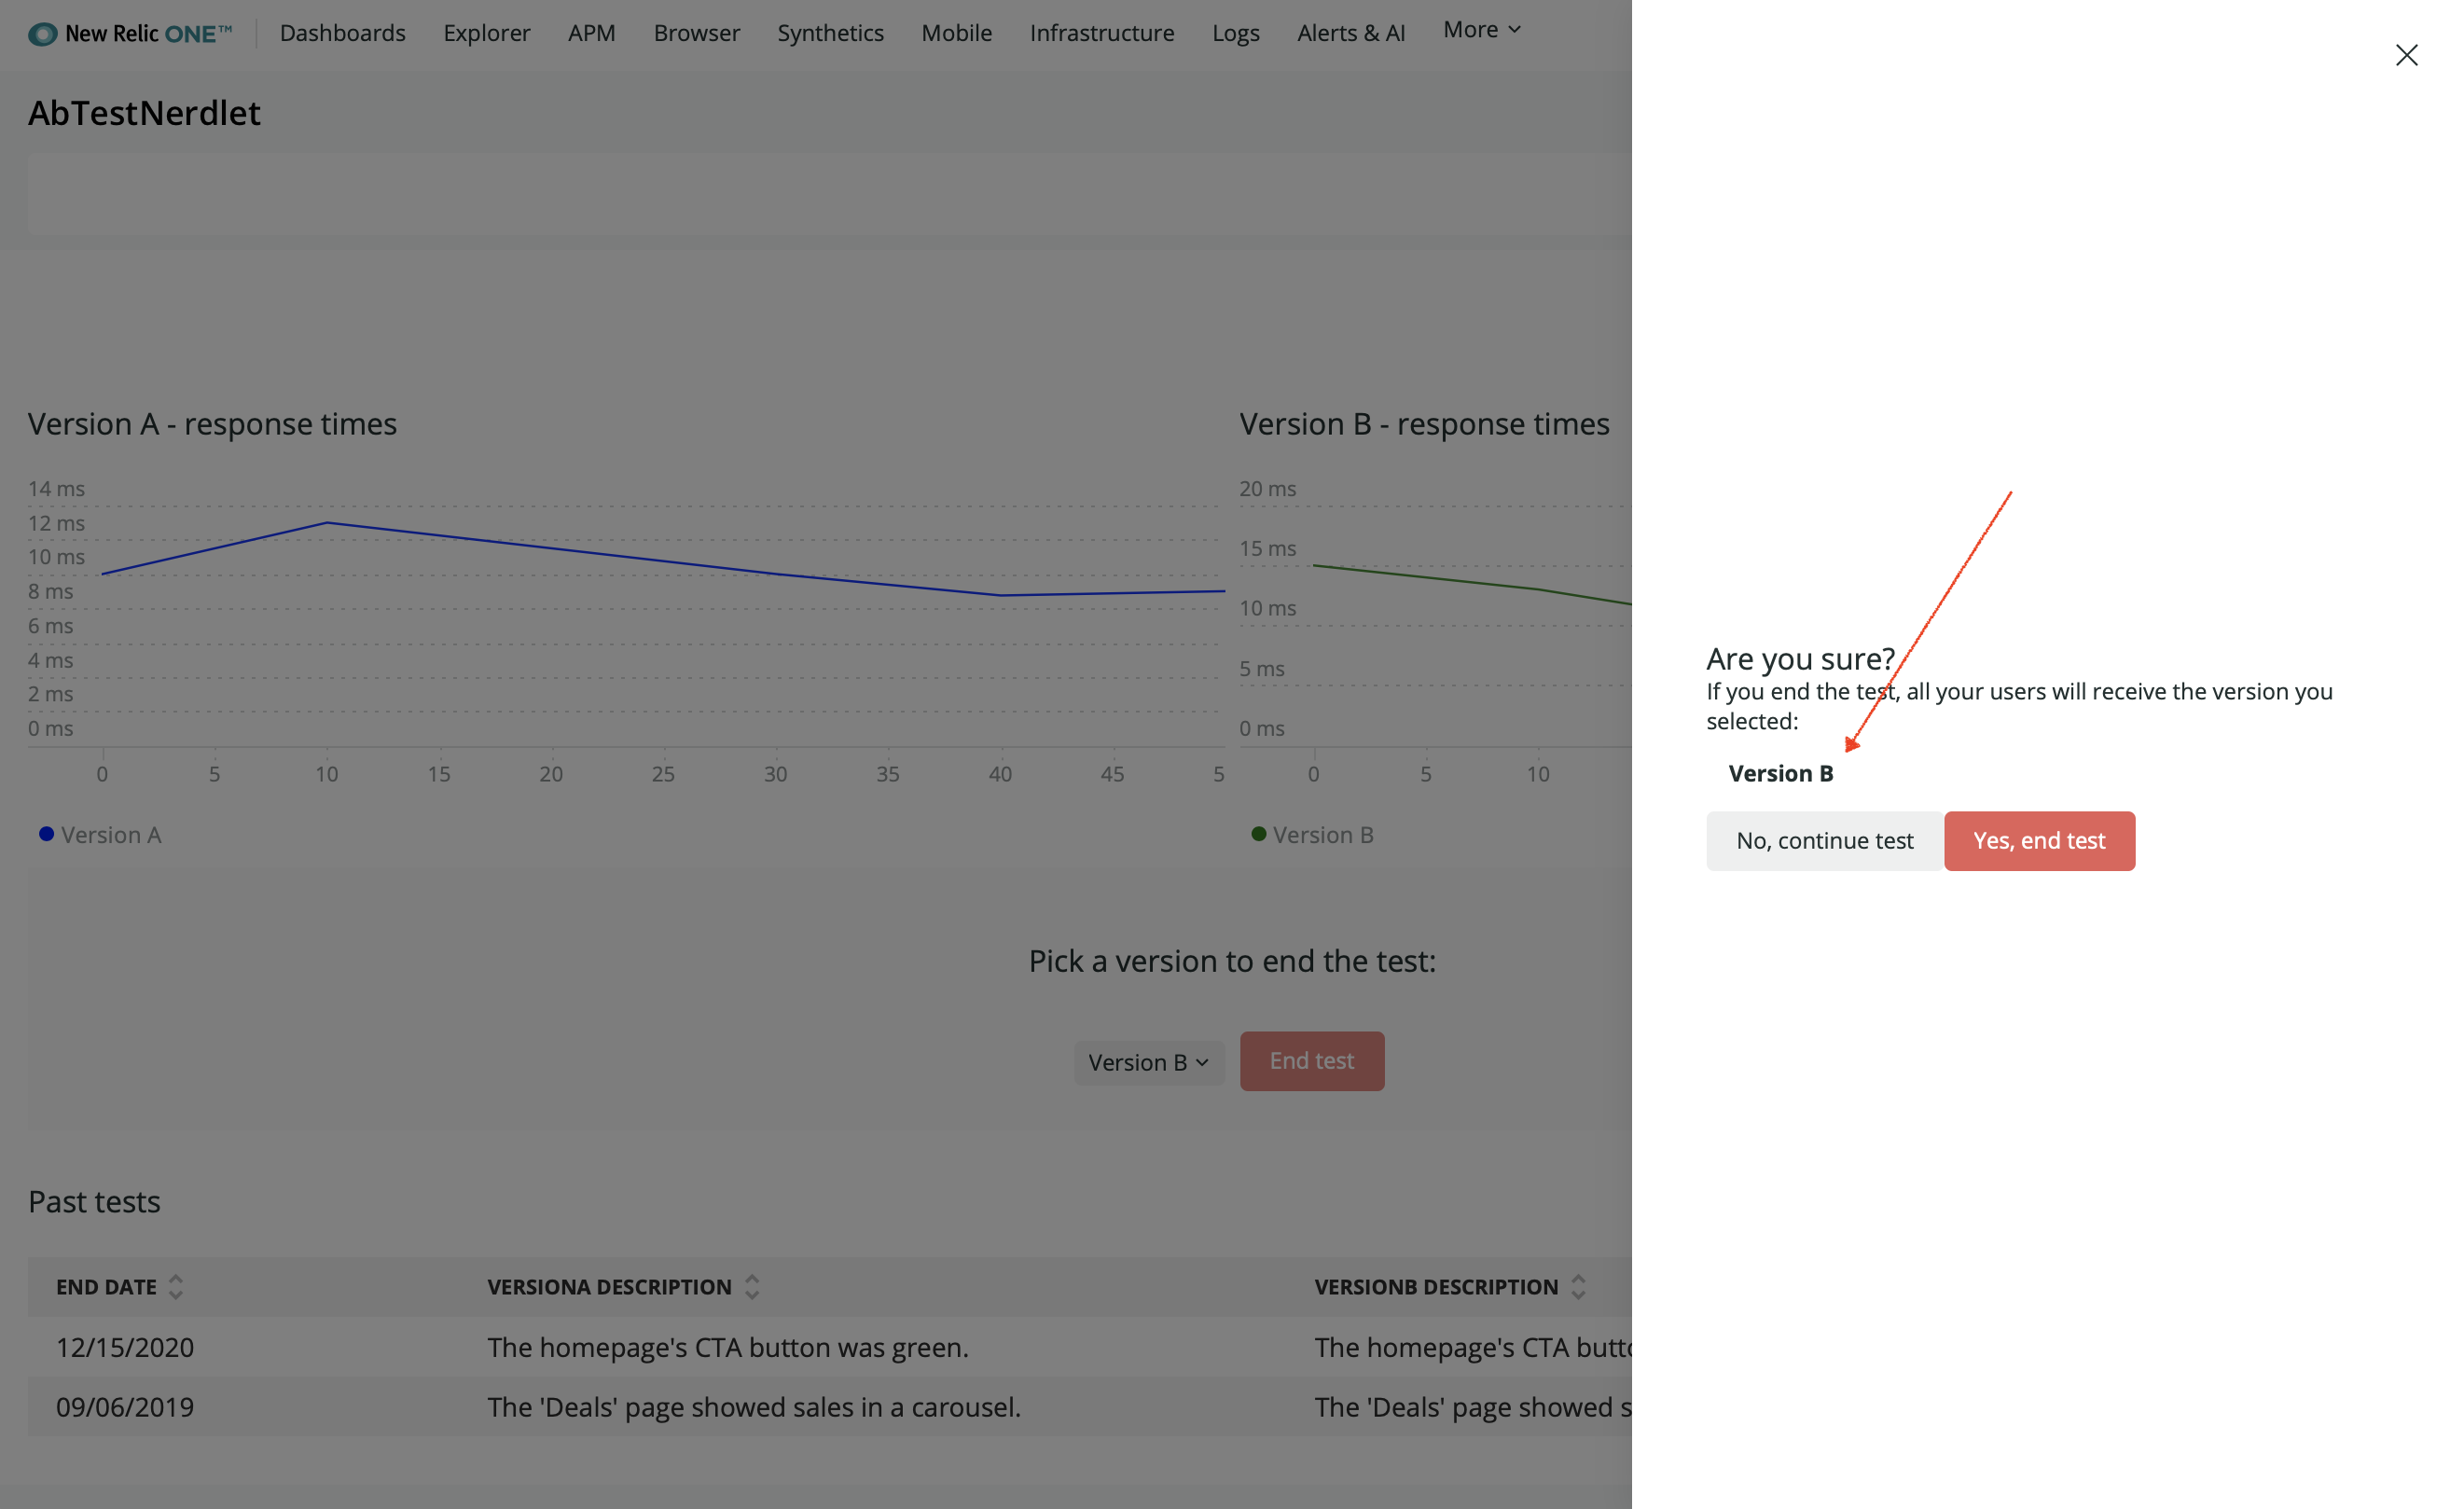 New Relic ONE™ Dashboards Explorer APM Browser Synthetics Mobile Infrastructure Logs Alerts & AI More
AbTestNerdlet
Version A - response times
14 ms
12 ms
10 ms
8 ms
6 ms
4 ms
2 ms
0 ms
0 5 10 15 20 25 30 35 40 45 5
Version A
Version B - response times
20 ms
15 ms
10 ms
5 ms
0 ms
0 5 10
Version B
Pick a version to end the test:
Version B End test
Past tests
END DATE VERSIONA DESCRIPTION VERSIONB DESCRIPTION
12/15/2020 The homepage's CTA button was green. The homepage's CTA
09/06/2019 The 'Deals' page showed sales in a carousel. The 'Deals' page showed
Are you sure?
If you end the test, all your users will receive the version you
selected:
Version B
No, continue test Yes, end test